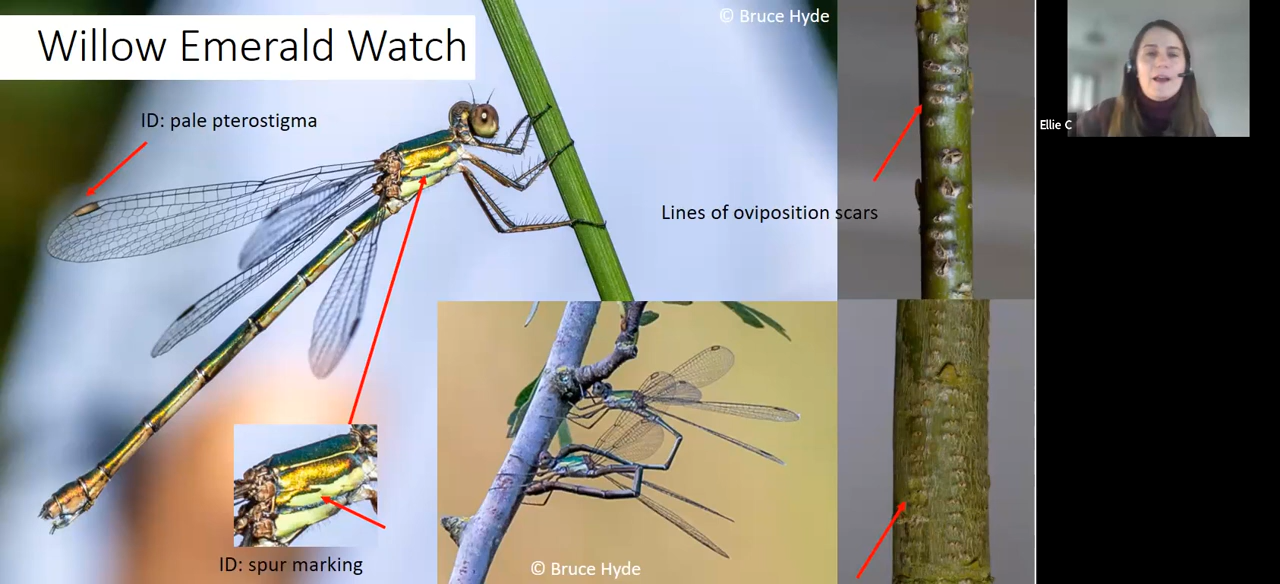 © Bruce Hyde
Willow Emerald Watch
ID: pale pterostigma
Ellie C
Lines of oviposition scars
ID: spur marking
© Bruce Hyde